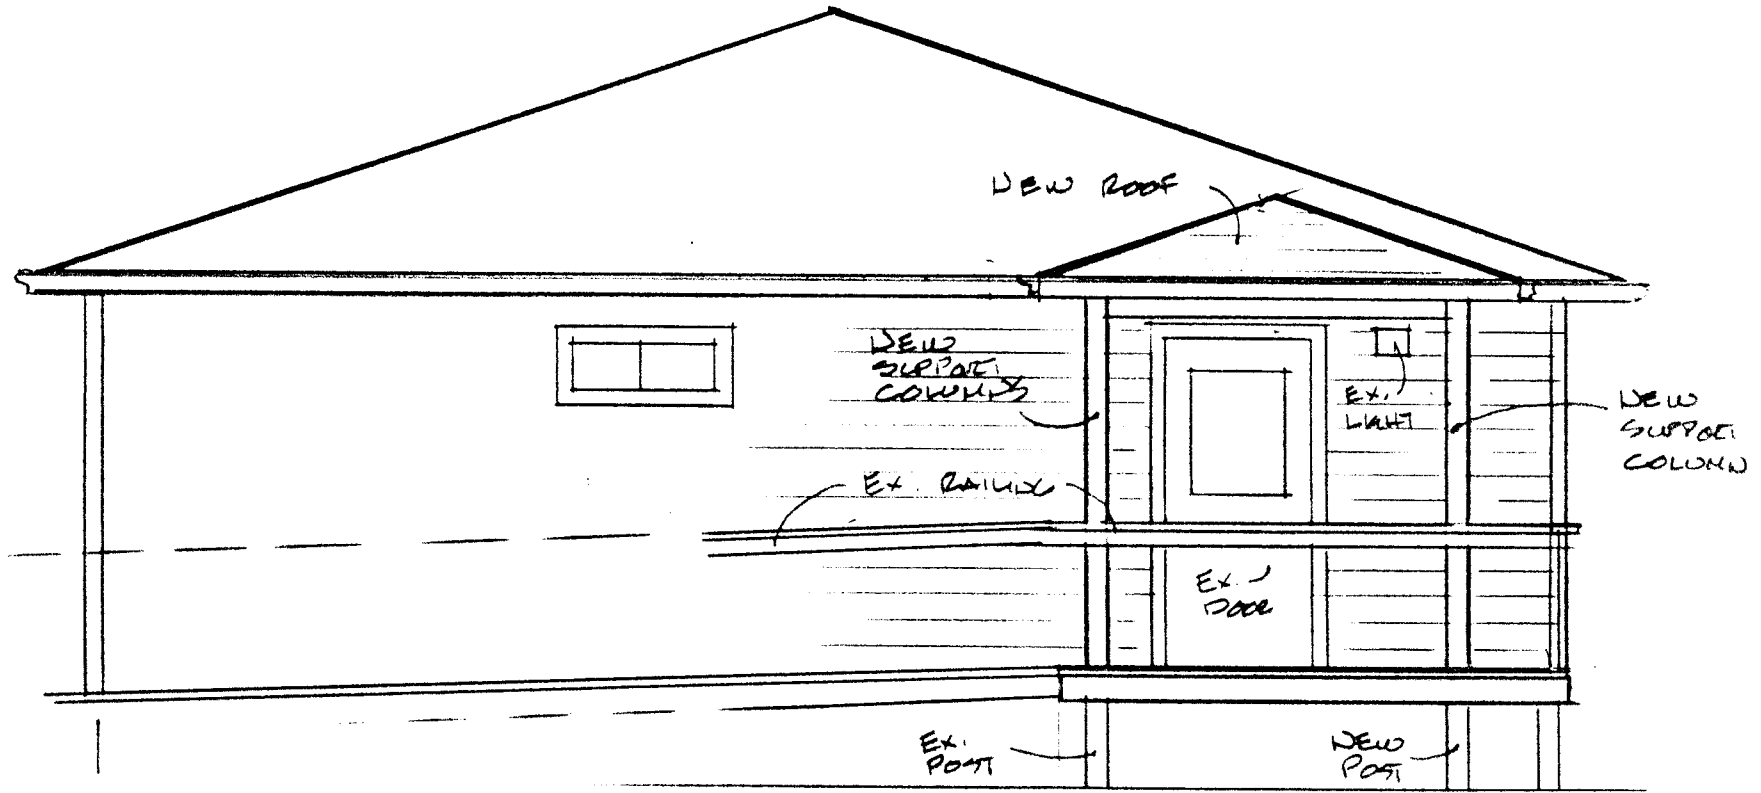 NEW ROOF
NEW
SUPPORT
COLUMNS
EX.
LIGHT
NEW
SUPPORT
COLUMN
EX. RAILING
EX.
DOOR
EX.
POST
NEW
POST